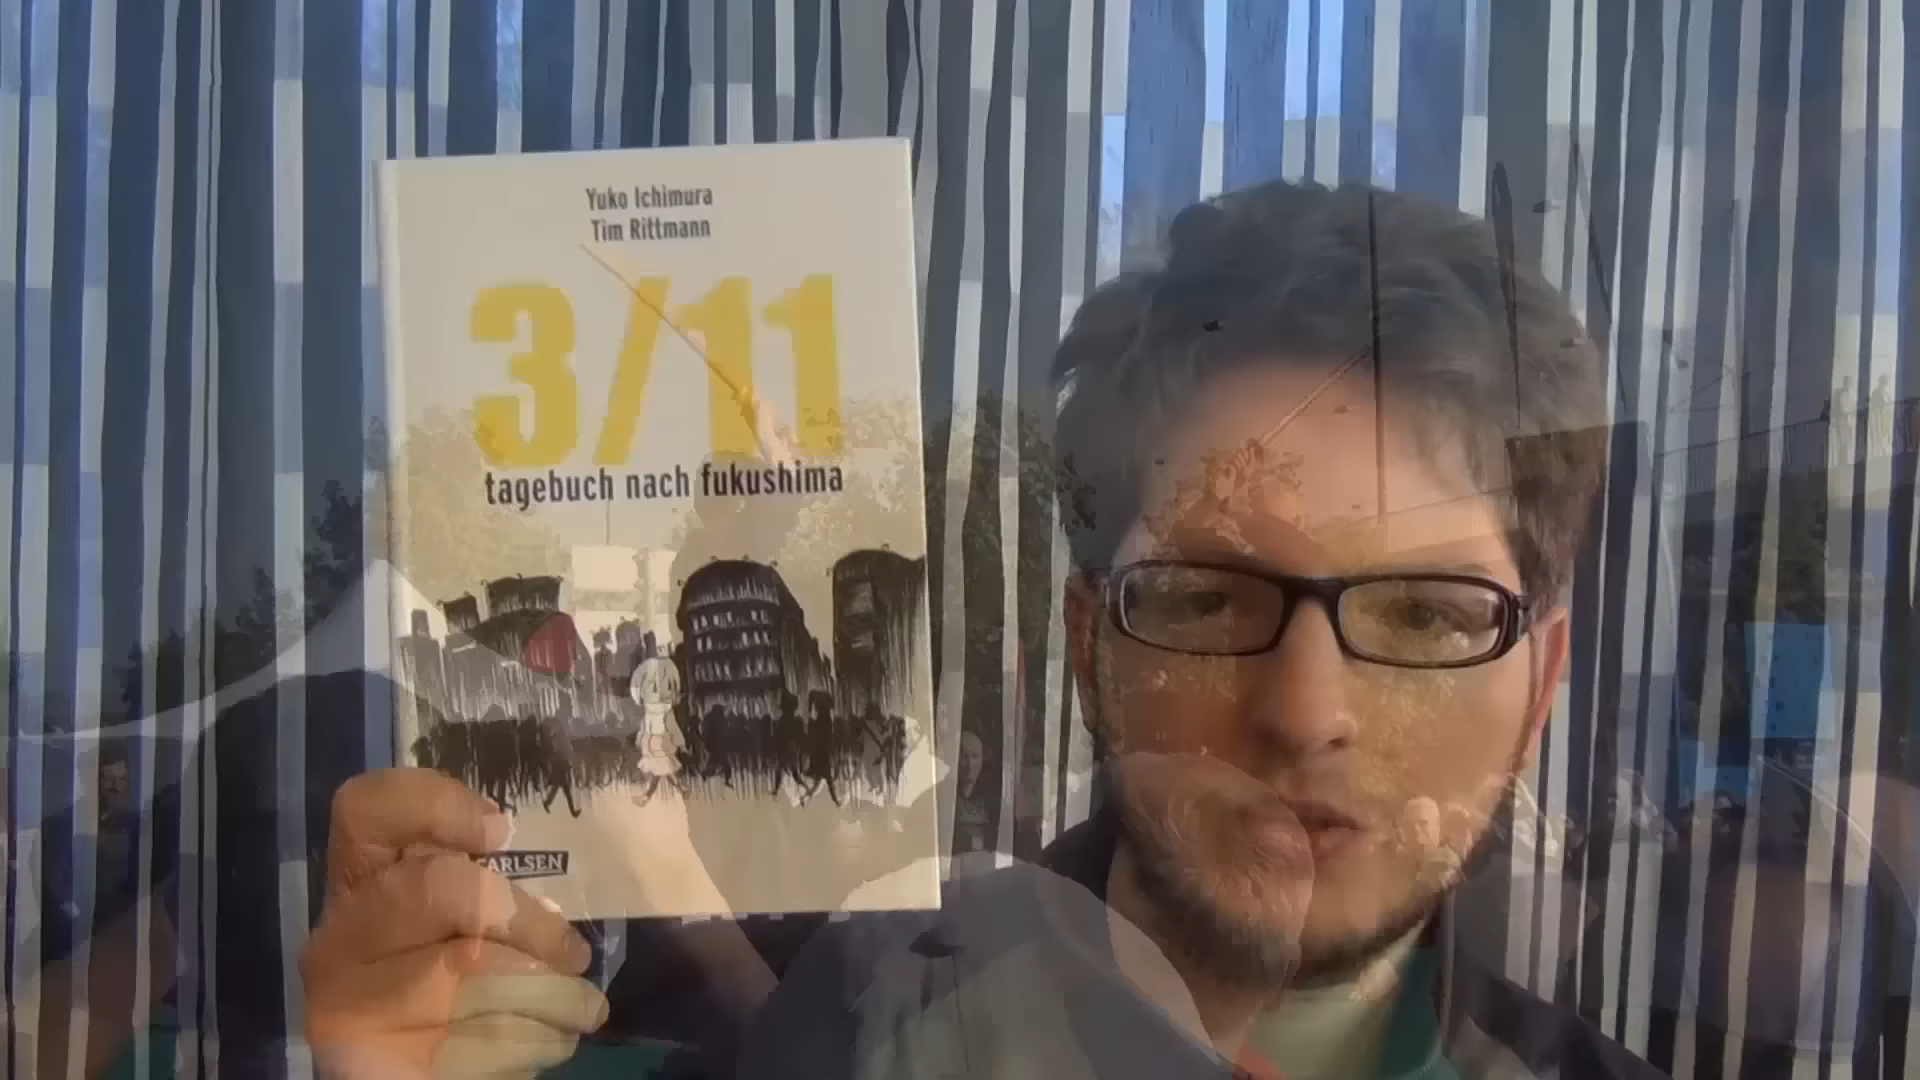 Yuko Ichimura
Tim Rittmann
3/11
tagebuch nach fukushima
CARLSEN